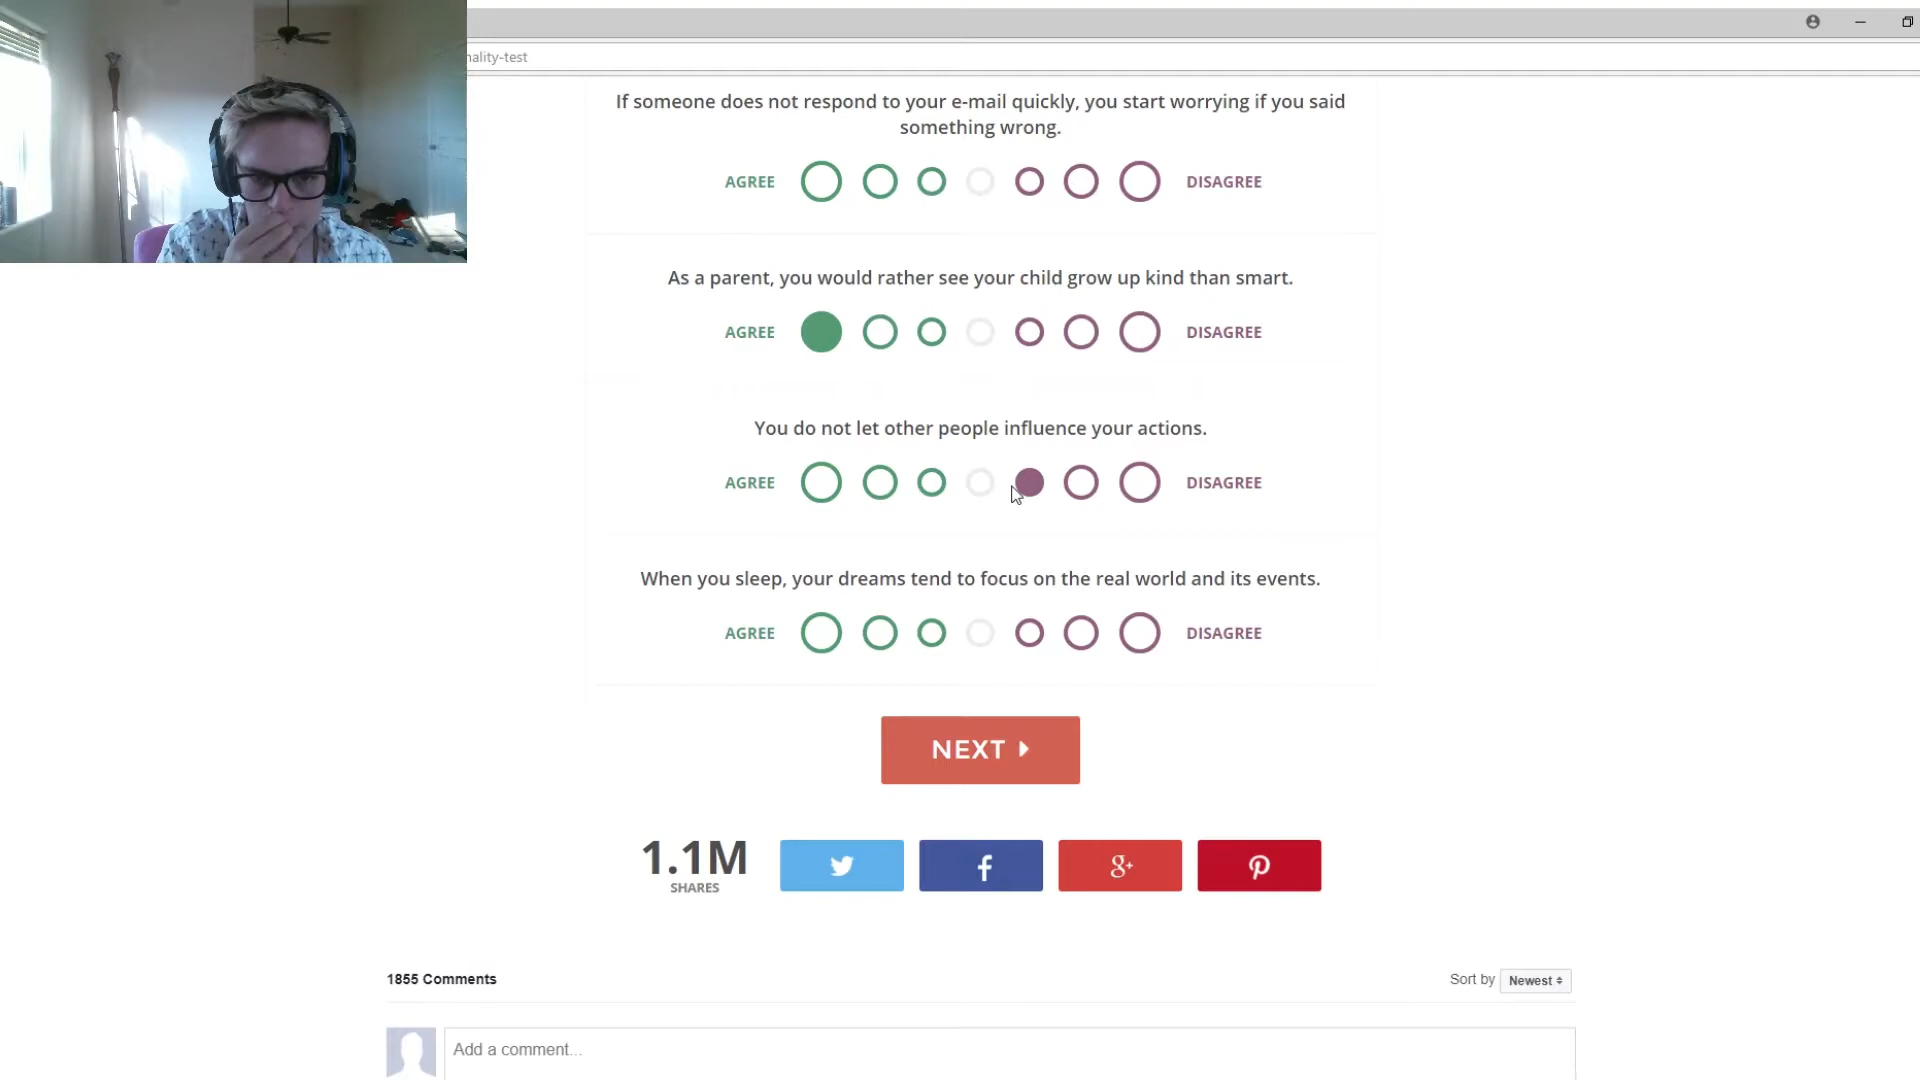 nality-test
If someone does not respond to your e-mail quickly, you start worrying if you said
something wrong.
AGREE DISAGREE
As a parent, you would rather see your child grow up kind than smart.
AGREE DISAGREE
You do not let other people influence your actions.
AGREE DISAGREE
When you sleep, your dreams tend to focus on the real world and its events.
AGREE DISAGREE
NEXT
1.1M
SHARES
1855 Comments
Sort by Newest
Add a comment...